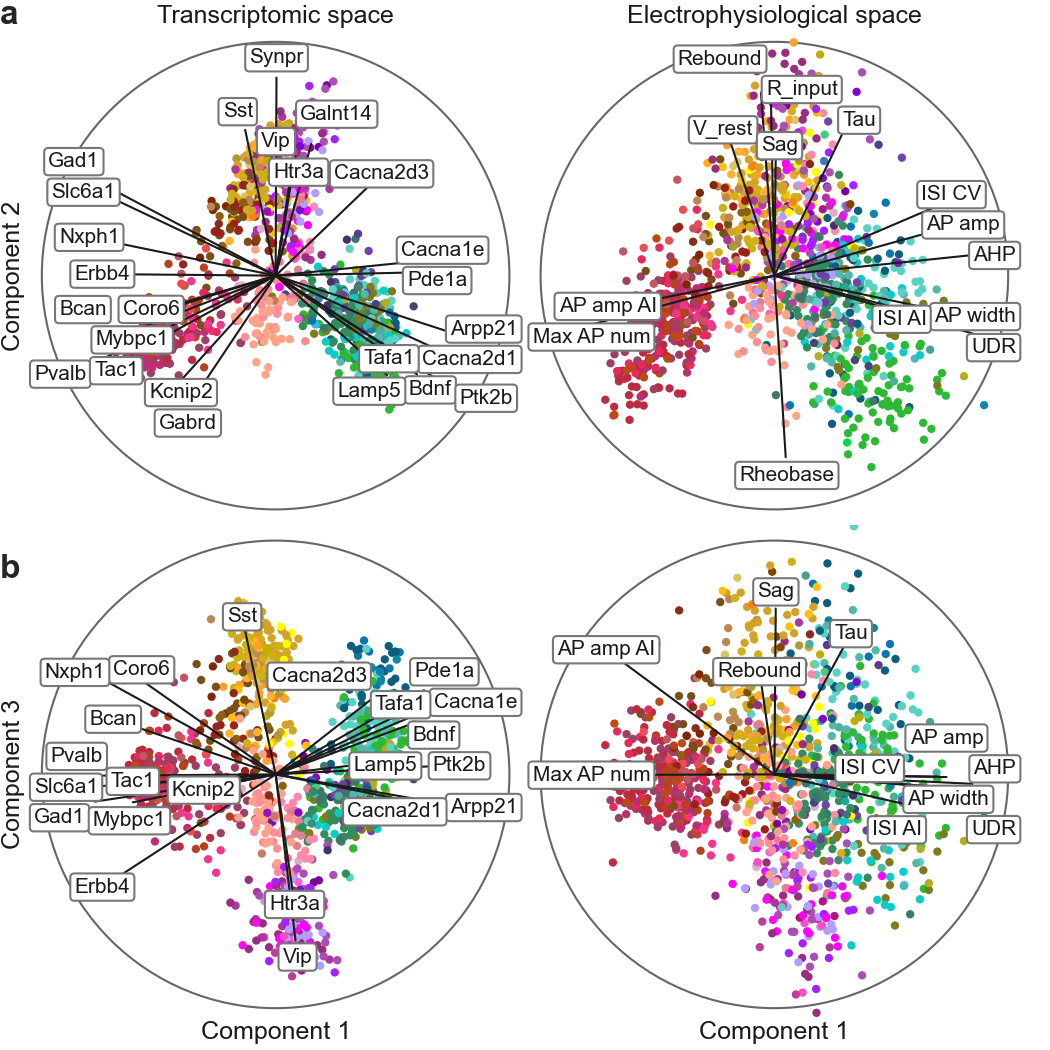 a
Transcriptomic space
Electrophysiological space
Component 2
Synpr
Sst
Galnt14
Vip
Gad1
Htr3a
Cacna2d3
Slc6a1
Nxph1
Cacna1e
Erbb4
Pde1a
Bcan
Coro6
Mybpc1
Arpp21
Tafa1
Cacna2d1
Pvalb
Tac1
Kcnip2
Lamp5
Bdnf
Ptk2b
Gabrd
Rebound
R_input
V_rest
Tau
Sag
ISI CV
AP amp
AHP
AP amp AI
ISI AI
AP width
Max AP num
UDR
Rheobase
b
Component 3
Sst
Nxph1
Coro6
Cacna2d3
Pde1a
Tafa1
Cacna1e
Bcan
Bdnf
Pvalb
Lamp5
Ptk2b
Slc6a1
Tac1
Kcnip2
Gad1
Mybpc1
Cacna2d1
Arpp21
Erbb4
Htr3a
Vip
Component 1
Sag
AP amp AI
Tau
Rebound
AP amp
Max AP num
ISI CV
AHP
AP width
ISI AI
UDR
Component 1